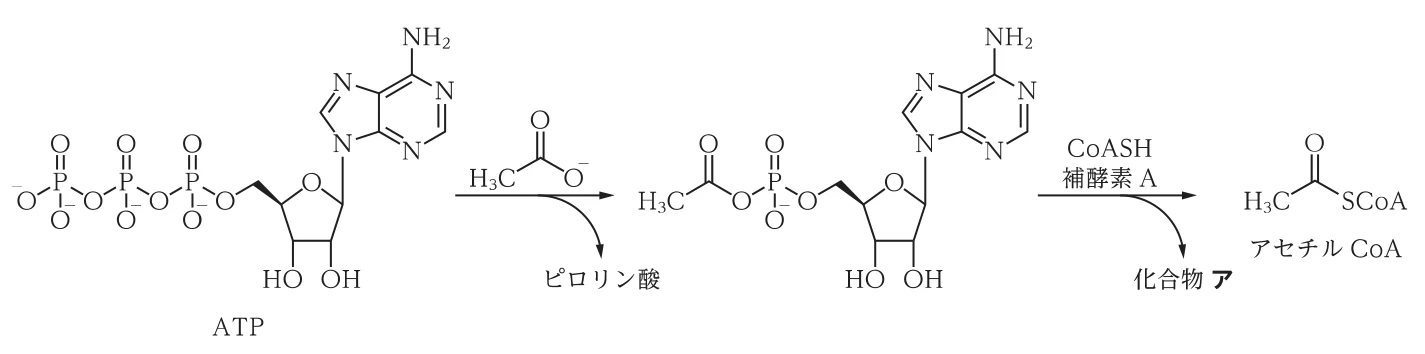 NH₂
N
N
N
N
O
O
O
⁻O
P
O
P
O
P
O
O⁻
O⁻
O⁻
O
HO
OH
ATP
O
H₃C
O⁻
ピロリン酸
NH₂
N
N
N
N
O
O
H₃C
O
P
O
O⁻
O
HO
OH
CoASH
補酵素 A
化合物 ア
O
H₃C
SCoA
アセチル CoA